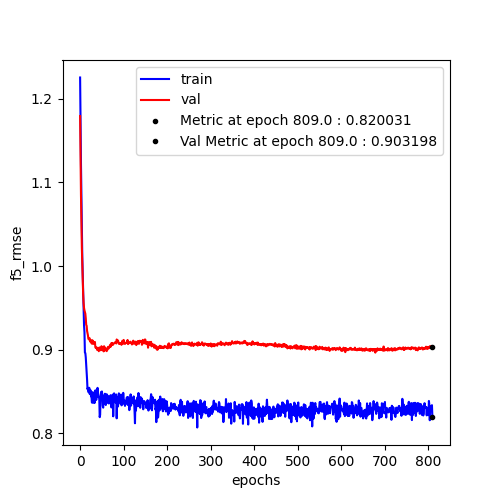 train
val
Metric at epoch 809.0 : 0.820031
Val Metric at epoch 809.0 : 0.903198
1.2
1.1
1.0
0.9
0.8
f5_rmse
0 100 200 300 400 500 600 700 800
epochs